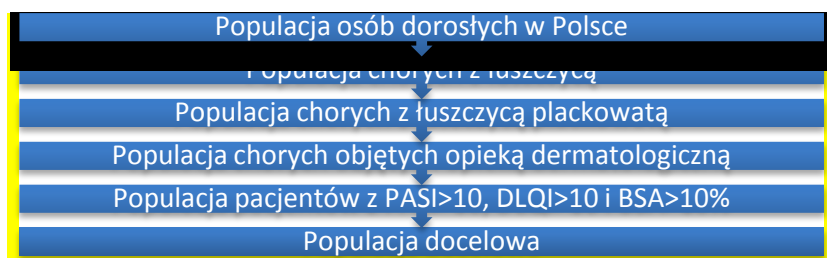 Populacja osób dorosłych w Polsce
Populacja chorych z łuszczycą
Populacja chorych z łuszczycą plackowatą
Populacja chorych objętych opieką dermatologiczną
Populacja pacjentów z PASI>10, DLQI>10 i BSA>10%
Populacja docelowa